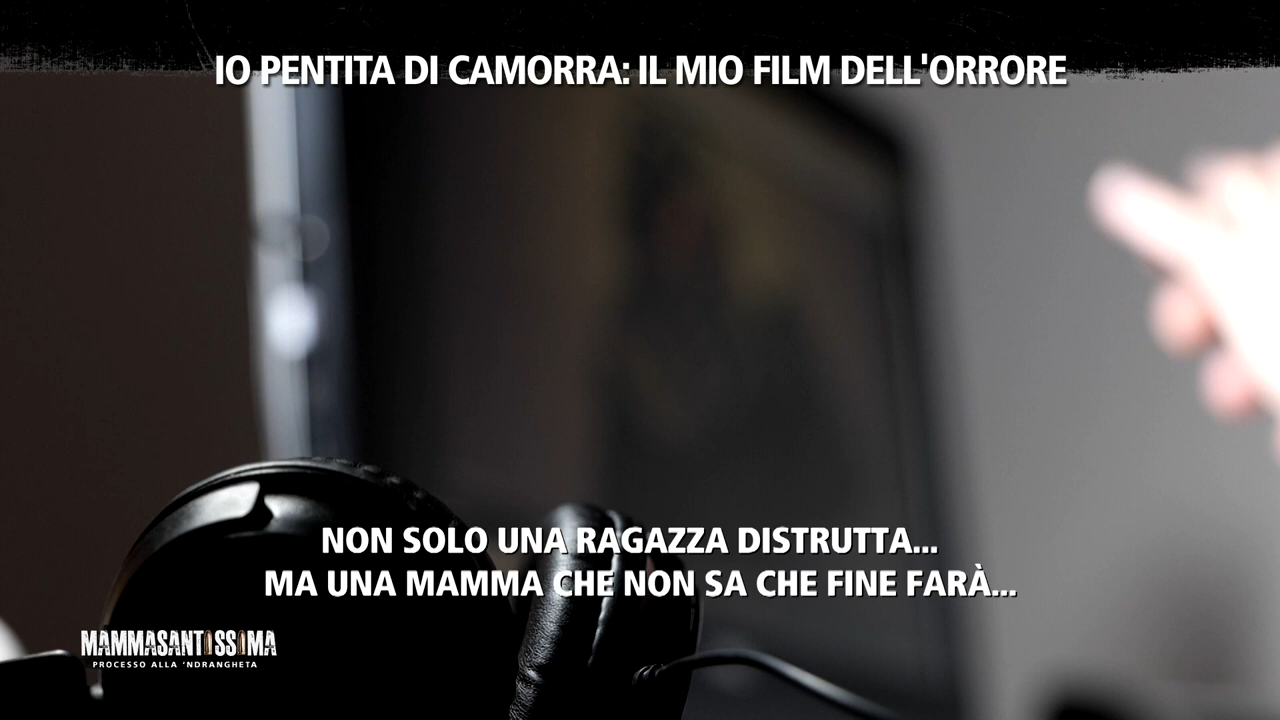 IO PENTITA DI CAMORRA: IL MIO FILM DELL'ORRORE
NON SOLO UNA RAGAZZA DISTRUTTA...
MA UNA MAMMA CHE NON SA CHE FINE FARÀ...
MAMMASANTISSIMA
PROCESSO ALLA 'NDRANGHETA